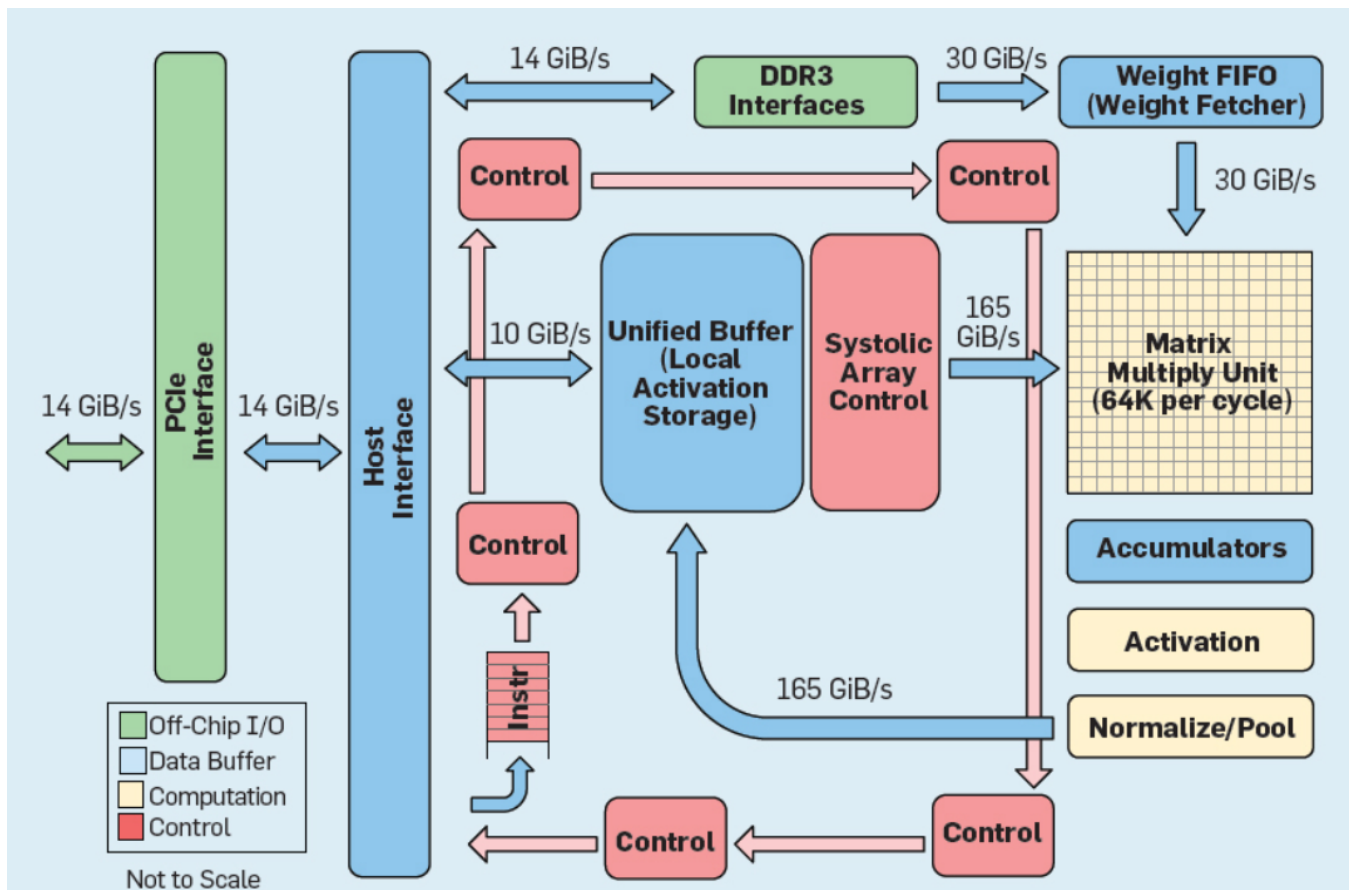 14 GiB/s
30 GiB/s
DDR3
Interfaces
Weight FIFO
(Weight Fetcher)
Control
Control
30 GiB/s
14 GiB/s
PCIe
Interface
14 GiB/s
Host
Interface
10 GiB/s
Unified Buffer
(Local
Activation
Storage)
Systolic
Array
Control
165
GiB/s
Matrix
Multiply Unit
(64K per cycle)
Control
Accumulators
Instr
Activation
165 GiB/s
Normalize/Pool
Off-Chip I/O
Data Buffer
Computation
Control
Not to Scale
Control
Control